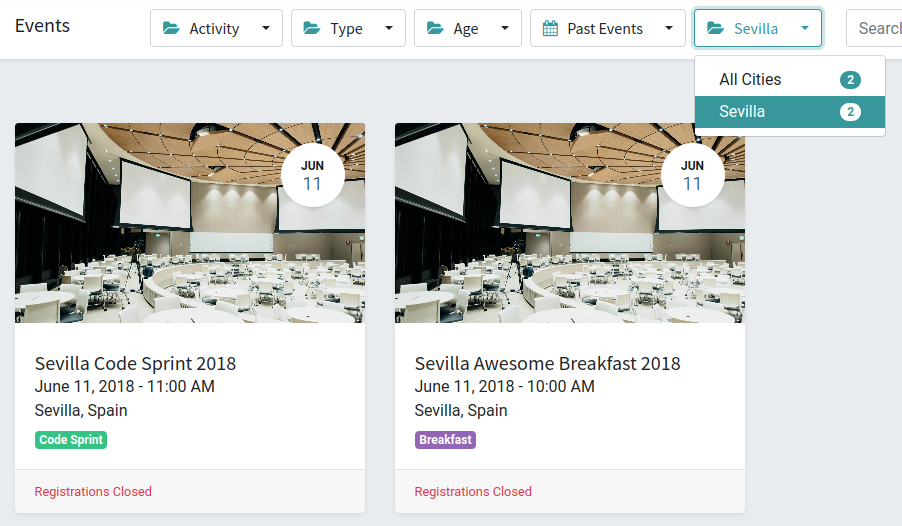 Events
Activity
Type
Age
Past Events
Sevilla
Search
All Cities 2
Sevilla 2
JUN
11
JUN
11
Sevilla Code Sprint 2018
June 11, 2018 - 11:00 AM
Sevilla, Spain
Code Sprint
Registrations Closed
Sevilla Awesome Breakfast 2018
June 11, 2018 - 10:00 AM
Sevilla, Spain
Breakfast
Registrations Closed